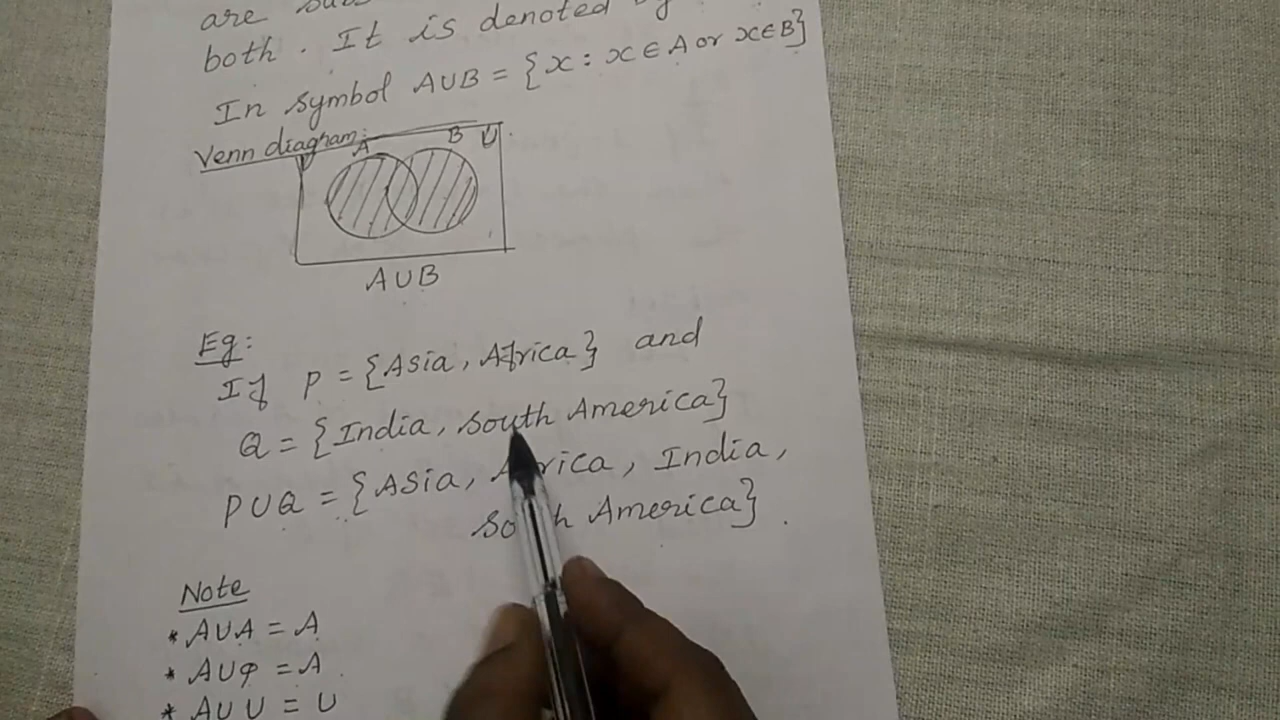 are
both. It is denoted by
In symbol A∪B = {x : x ∈ A or x ∈ B}
Venn diagram:
A B U
A∪B
Eg:
If P = {Asia, Africa} and
Q = {India, South America}
P∪Q = {Asia, Africa, India,
South America}.
Note
* A∪A = A
* A∪φ = A
* A∪U = U